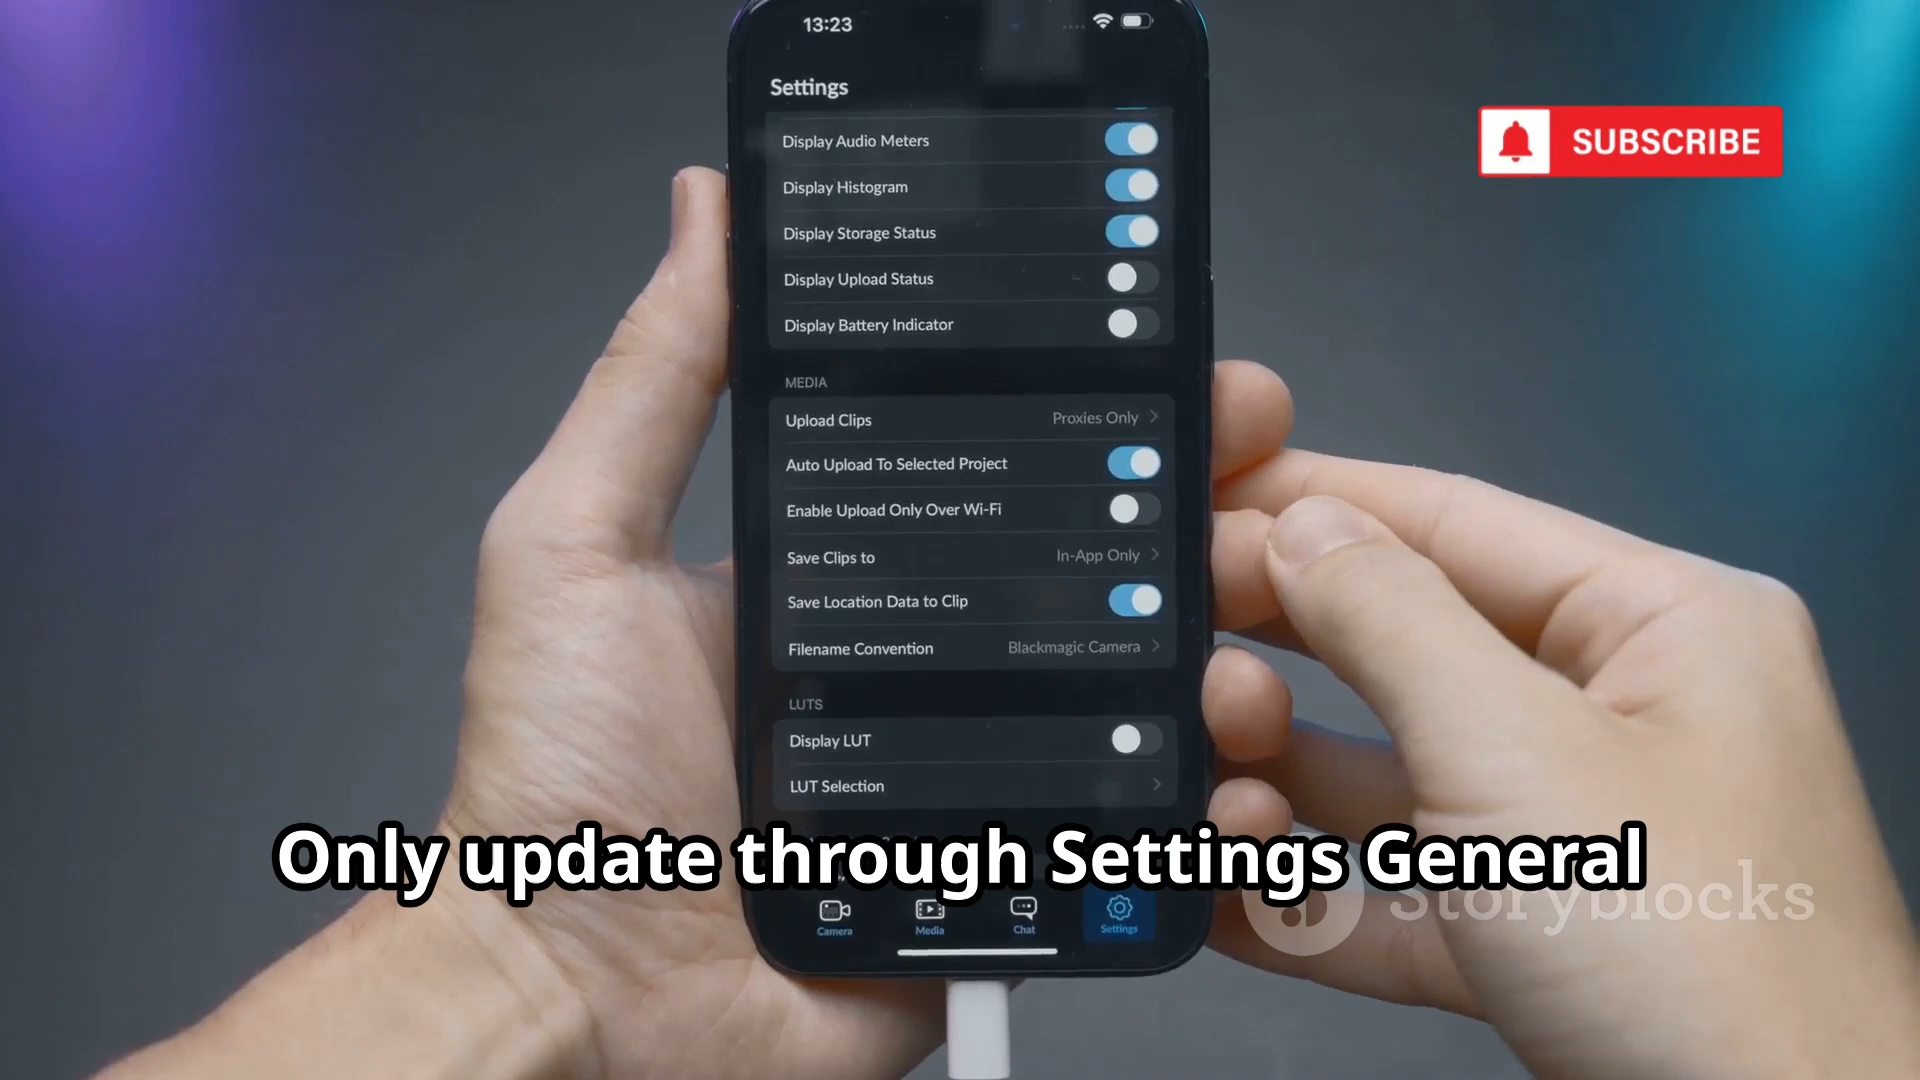 13:23
Settings
SUBSCRIBE
Display Audio Meters
Display Histogram
Display Storage Status
Display Upload Status
Display Battery Indicator
MEDIA
Upload Clips Proxies Only
Auto Upload To Selected Project
Enable Upload Only Over Wi-Fi
Save Clips to In-App Only
Save Location Data to Clip
Filename Convention Blackmagic Camera
LUTS
Display LUT
LUT Selection
Only update through Settings General
Storyblocks
Camera Media Chat Settings